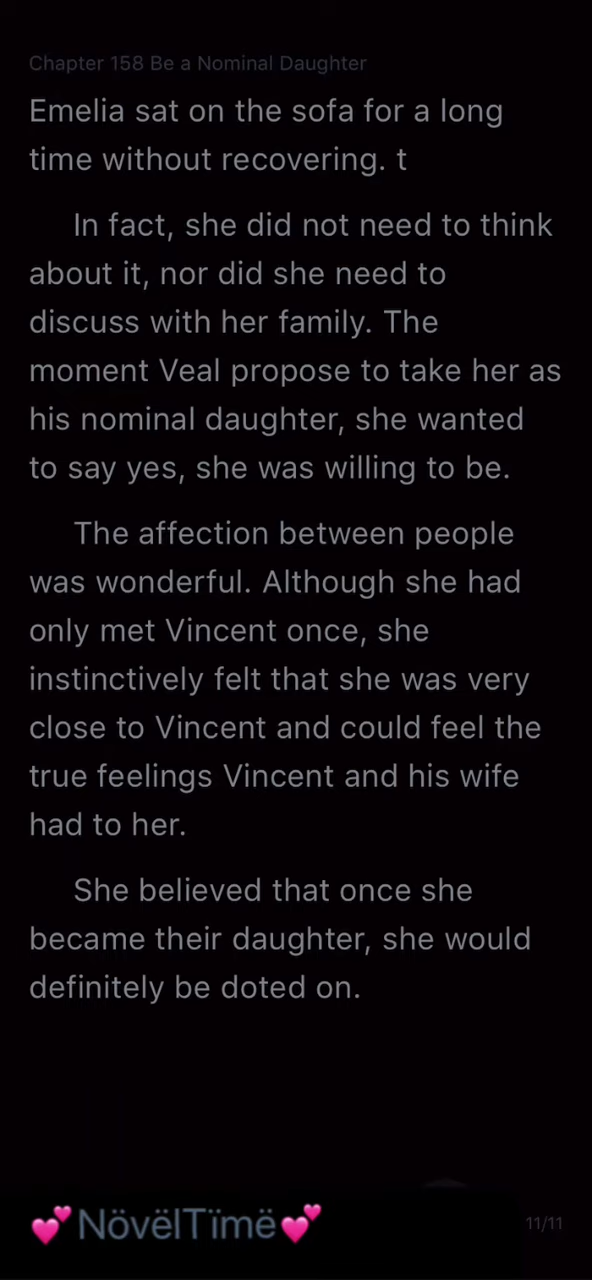 Chapter 158 Be a Nominal Daughter
Emelia sat on the sofa for a long
time without recovering. t
In fact, she did not need to think
about it, nor did she need to
discuss with her family. The
moment Veal propose to take her as
his nominal daughter, she wanted
to say yes, she was willing to be.
The affection between people
was wonderful. Although she had
only met Vincent once, she
instinctively felt that she was very
close to Vincent and could feel the
true feelings Vincent and his wife
had to her.
She believed that once she
became their daughter, she would
definitely be doted on.
💕NövëlTïmë💕
11/11